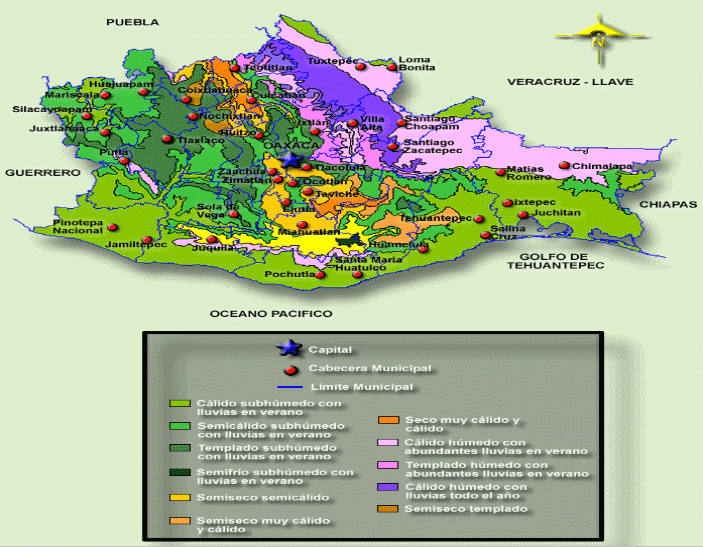 PUEBLA
Tuxtepec
Loma
Bonita
Teotitlan
VERACRUZ - LLAVE
Huajuapam
Mariscala
Coixtlahuaca
Cuicatlan
Silacayoapam
Nochixtlan
Ixtlán
Villa
Alta
Santiago
Choapam
Juxtlahuaca
Huitzo
Tlaxiaco
OAXACA
Santiago
Zacatepec
Putla
Tlacolula
Matias
Romero
Chimalapa
GUERRERO
Zaachila
Zimatlan
Ocotlan
Taviche
CHIAPAS
Ixtepec
Sola de
Vega
Ejutla
Tehuantepec
Juchitan
Pinotepa
Nacional
Miahuatlan
Salina
Cruz
Jamiltepec
Juquila
Huamelula
GOLFO DE
TEHUANTEPEC
Santa Maria
Huatulco
Pochutla
OCEANO PACIFICO
N
Capital
Cabecera Municipal
Límite Municipal
Cálido subhúmedo con
lluvias en verano
Semicálido subhúmedo
con lluvias en verano
Templado subhúmedo
con lluvias en verano
Semifrío subhúmedo con
lluvias en verano
Semiseco semicálido
Semiseco muy cálido
y cálido
Seco muy cálido y
cálido
Cálido húmedo con
abundantes lluvias en verano
Templado húmedo con
abundantes lluvias en verano
Cálido húmedo con
lluvias todo el año
Semiseco templado